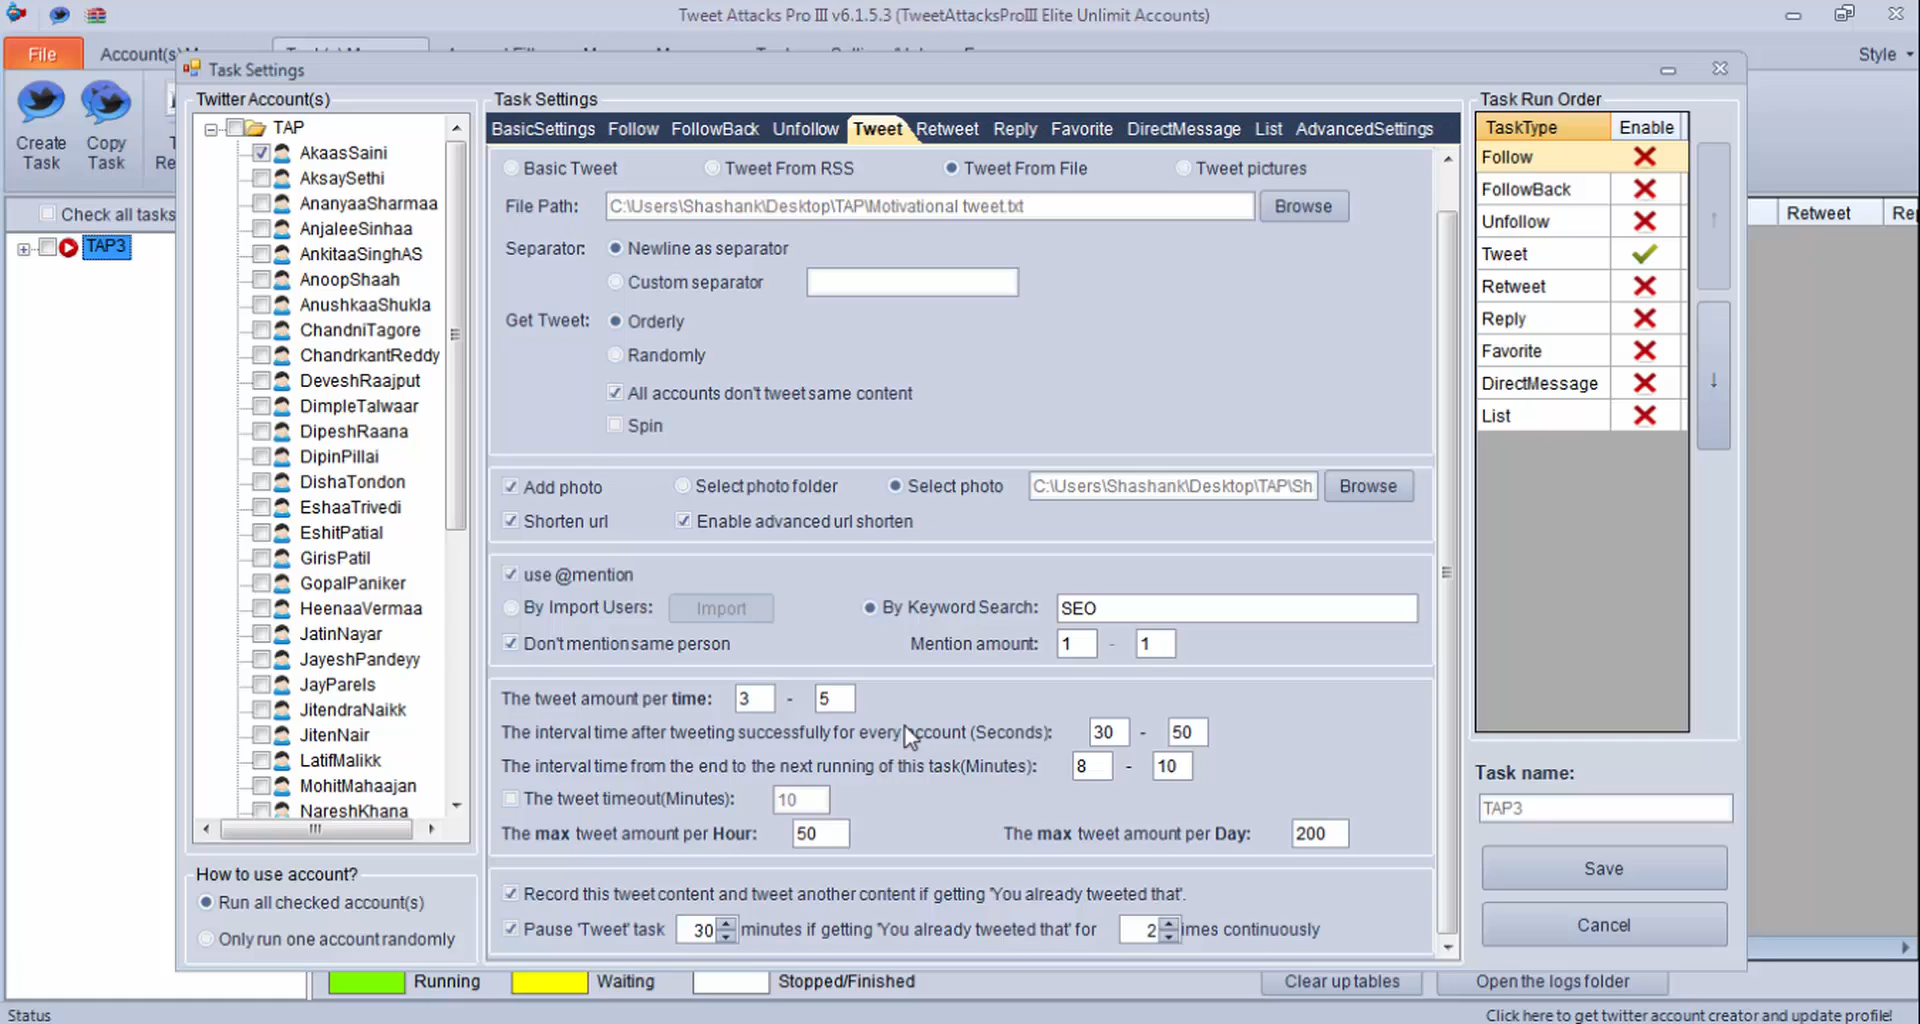 Tweet Attacks Pro III v6.1.5.3 (TweetAttacksProIII Elite Unlimit Accounts)
File
Account(s)
Style
Create Task
Copy Task
Check all tasks
TAP3
Retweet
Task Settings
Twitter Account(s)
TAP
AkaasSaini
AksaySethi
AnanyaaSharmaa
AnjaleeSinhaa
AnkitaaSinghAS
AnoopShaah
AnushkaaShukla
ChandniTagore
ChandrkantReddy
DeveshRaajput
DimpleTalwaar
DipeshRaana
DipinPillai
DishaTondon
EshaaTrivedi
EshitPatial
GirisPatil
GopalPaniker
HeenaaVermaa
JatinNayar
JayeshPandeyy
JayParels
JitendraNaikk
JitenNair
LatifMalikk
MohitMahaajan
NareshKhana
How to use account?
Run all checked account(s)
Only run one account randomly
Task Settings
BasicSettings Follow FollowBack Unfollow Tweet Retweet Reply Favorite DirectMessage List AdvancedSettings
Basic Tweet Tweet From RSS Tweet From File Tweet pictures
File Path: C:\Users\Shashank\Desktop\TAP\Motivational tweet.txt Browse
Separator: Newline as separator
Custom separator
Get Tweet: Orderly
Randomly
All accounts don't tweet same content
Spin
Add photo Select photo folder Select photo C:\Users\Shashank\Desktop\TAP\Sh Browse
Shorten url Enable advanced url shorten
use @mention
By Import Users: Import By Keyword Search: SEO
Don't mention same person Mention amount: 1 - 1
The tweet amount per time: 3 - 5
The interval time after tweeting successfully for every account (Seconds): 30 - 50
The interval time from the end to the next running of this task(Minutes): 8 - 10
The tweet timeout(Minutes): 10
The max tweet amount per Hour: 50 The max tweet amount per Day: 200
Record this tweet content and tweet another content if getting 'You already tweeted that'.
Pause 'Tweet' task 30 minutes if getting 'You already tweeted that' for 2 imes continuously
Task Run Order
TaskType Enable
Follow
FollowBack
Unfollow
Tweet
Retweet
Reply
Favorite
DirectMessage
List
Task name:
TAP3
Save
Cancel
Running Waiting Stopped/Finished Clear up tables Open the logs folder
Status Click here to get twitter account creator and update profile!